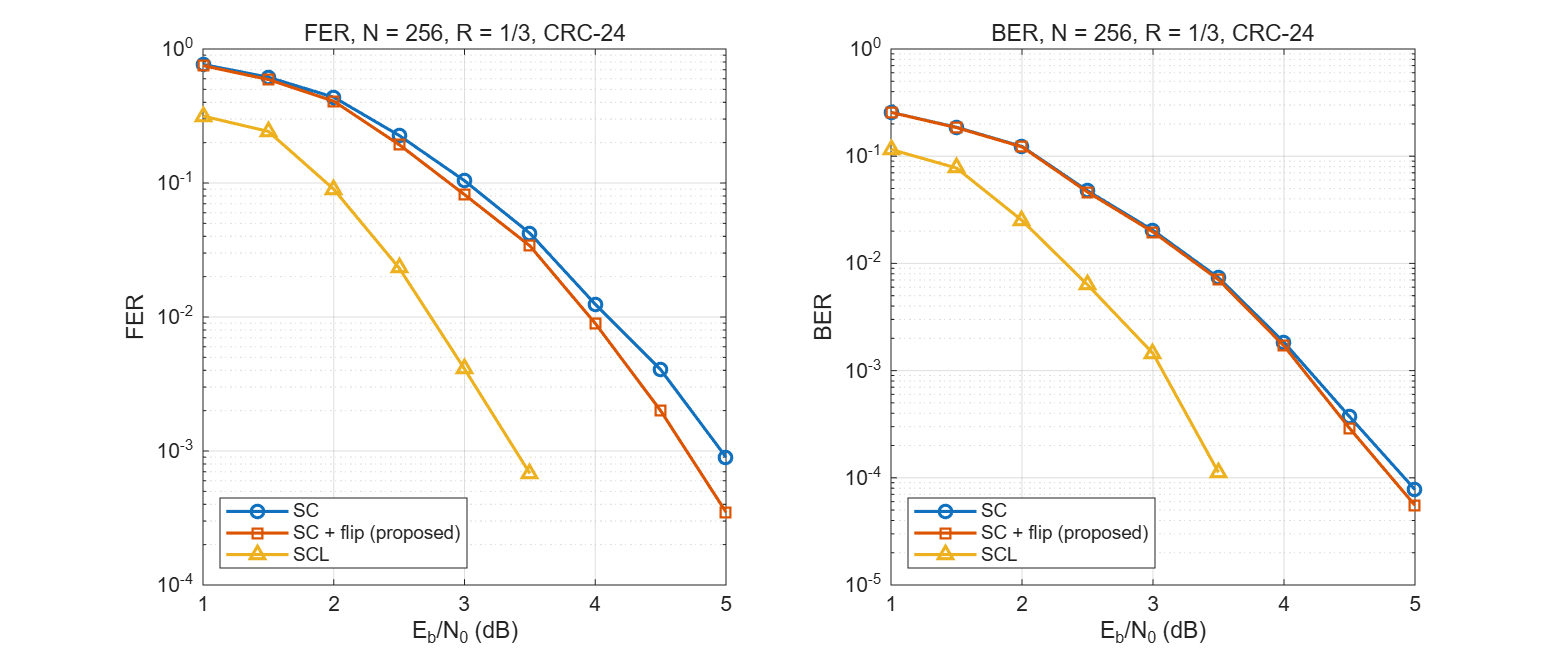 FER, N = 256, R = 1/3, CRC-24
10^0
10^-1
10^-2
10^-3
10^-4
FER
SC
SC + flip (proposed)
SCL
1 2 3 4 5
E_b/N_0 (dB)
BER, N = 256, R = 1/3, CRC-24
10^0
10^-1
10^-2
10^-3
10^-4
10^-5
BER
SC
SC + flip (proposed)
SCL
1 2 3 4 5
E_b/N_0 (dB)